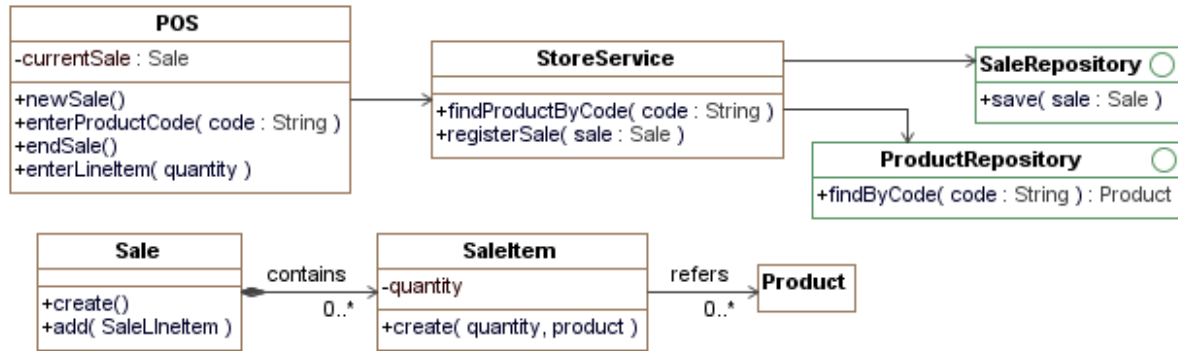 POS
-currentSale : Sale
+newSale()
+enterProductCode( code : String )
+endSale()
+enterLineItem( quantity )
StoreService
+findProductByCode( code : String )
+registerSale( sale : Sale )
SaleRepository
+save( sale : Sale )
ProductRepository
+findByCode( code : String ) : Product
Sale
+create()
+add( SaleLIneItem )
contains
0..*
SaleItem
-quantity
+create( quantity, product )
refers
0..*
Product